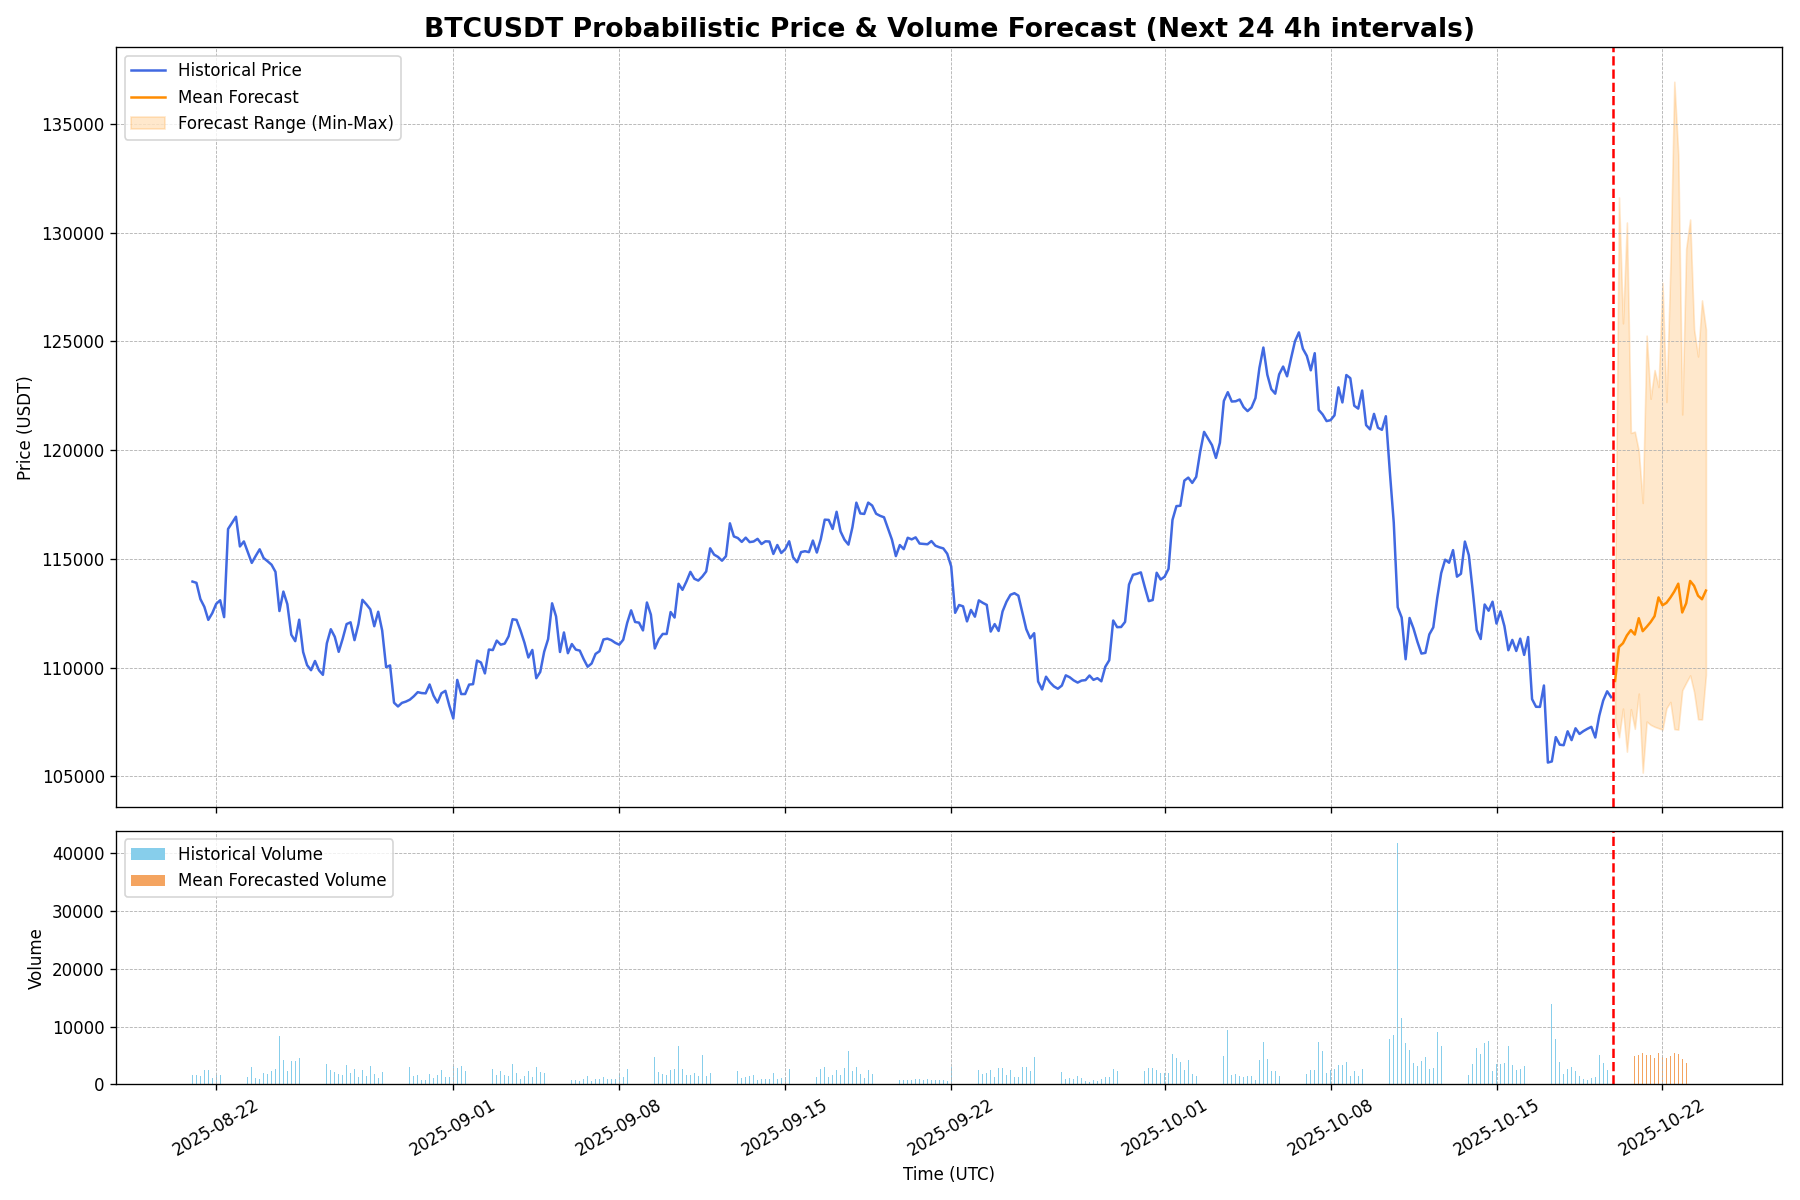 BTCUSDT Probabilistic Price & Volume Forecast (Next 24 4h intervals)
Historical Price
Mean Forecast
Forecast Range (Min-Max)
135000
130000
125000
120000
115000
110000
105000
Price (USDT)
Historical Volume
Mean Forecasted Volume
40000
30000
20000
10000
0
Volume
2025-08-22
2025-09-01
2025-09-08
2025-09-15
2025-09-22
2025-10-01
2025-10-08
2025-10-15
2025-10-22
Time (UTC)